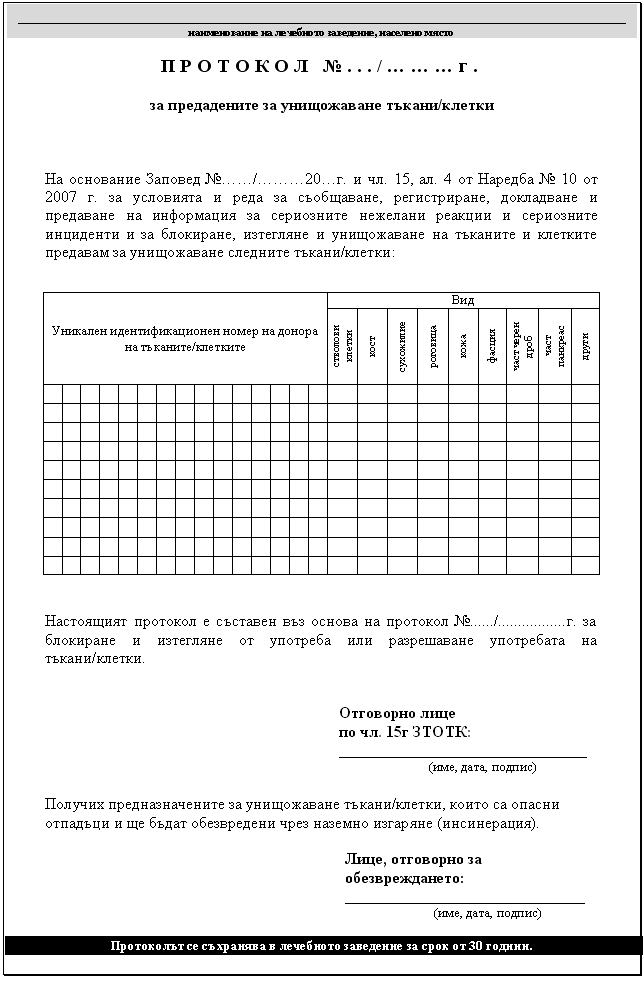 наименование на лечебното заведение, населено място
ПРОТОКОЛ №.../………г.
за предадените за унищожаване тъкани/клетки
На основание Заповед №……/………20…г. и чл. 15, ал. 4 от Наредба № 10 от
2007 г. за условията и реда за съобщаване, регистриране, докладване и
предаване на информация за сериозните нежелани реакции и сериозните
инциденти и за блокиране, изтегляне и унищожаване на тъканите и клетките
предавам за унищожаване следните тъкани/клетки:
Уникален идентификационен номер на донора
на тъканите/клетките
Вид
стволови
клетки
кост
сухожилие
роговица
кожа
фасция
част черен
дроб
част
панкреас
други
Настоящият протокол е съставен въз основа на протокол №....../.................г. за
блокиране и изтегляне от употреба или разрешаване употребата на
тъкани/клетки.
Отговорно лице
по чл. 15г ЗТОТК:
(име, дата, подпис)
Получих предназначените за унищожаване тъкани/клетки, които са опасни
отпадъци и ще бъдат обезвредени чрез наземно изгаряне (инсинерация).
Лице, отговорно за
обезвреждането:
(име, дата, подпис)
Протоколът се съхранява в лечебното заведение за срок от 30 години.